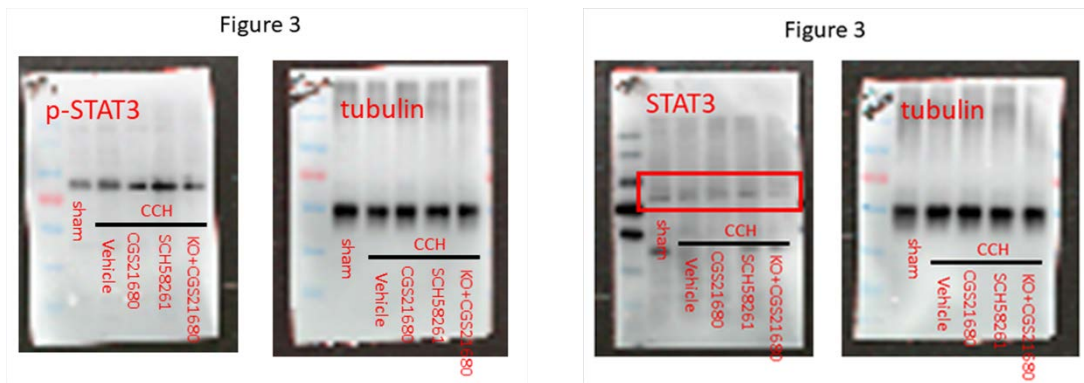 Figure 3
p-STAT3
sham
CCH
Vehicle
CGS21680
SCH58261
KO+CGS21680
tubulin
sham
CCH
Vehicle
CGS21680
SCH58261
KO+CGS21680
Figure 3
STAT3
sham
CCH
Vehicle
CGS21680
SCH58261
KO+CGS21680
tubulin
sham
CCH
Vehicle
CGS21680
SCH58261
KO+CGS21680